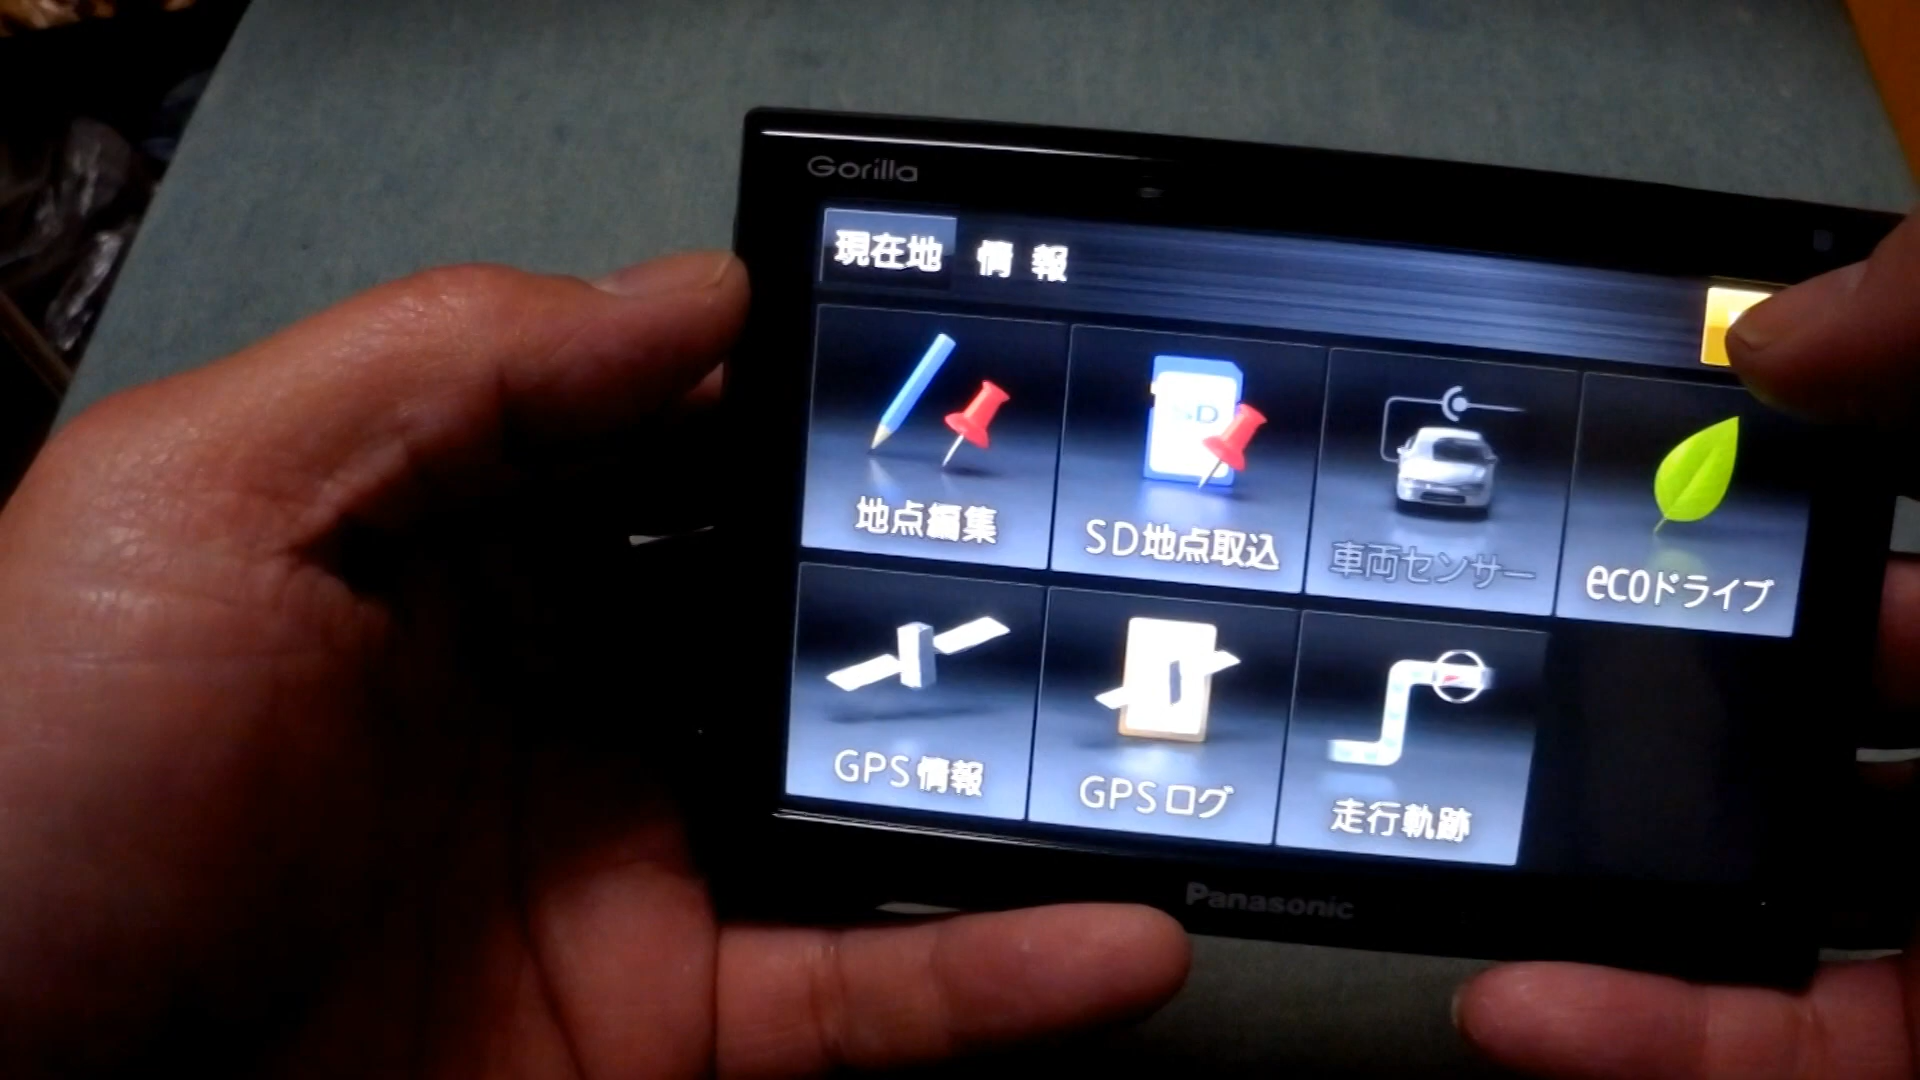 Gorilla
現在地 情報
地点編集
SD
SD地点取込
車両センサー
ecoドライブ
GPS情報
GPSログ
走行軌跡
Panasonic